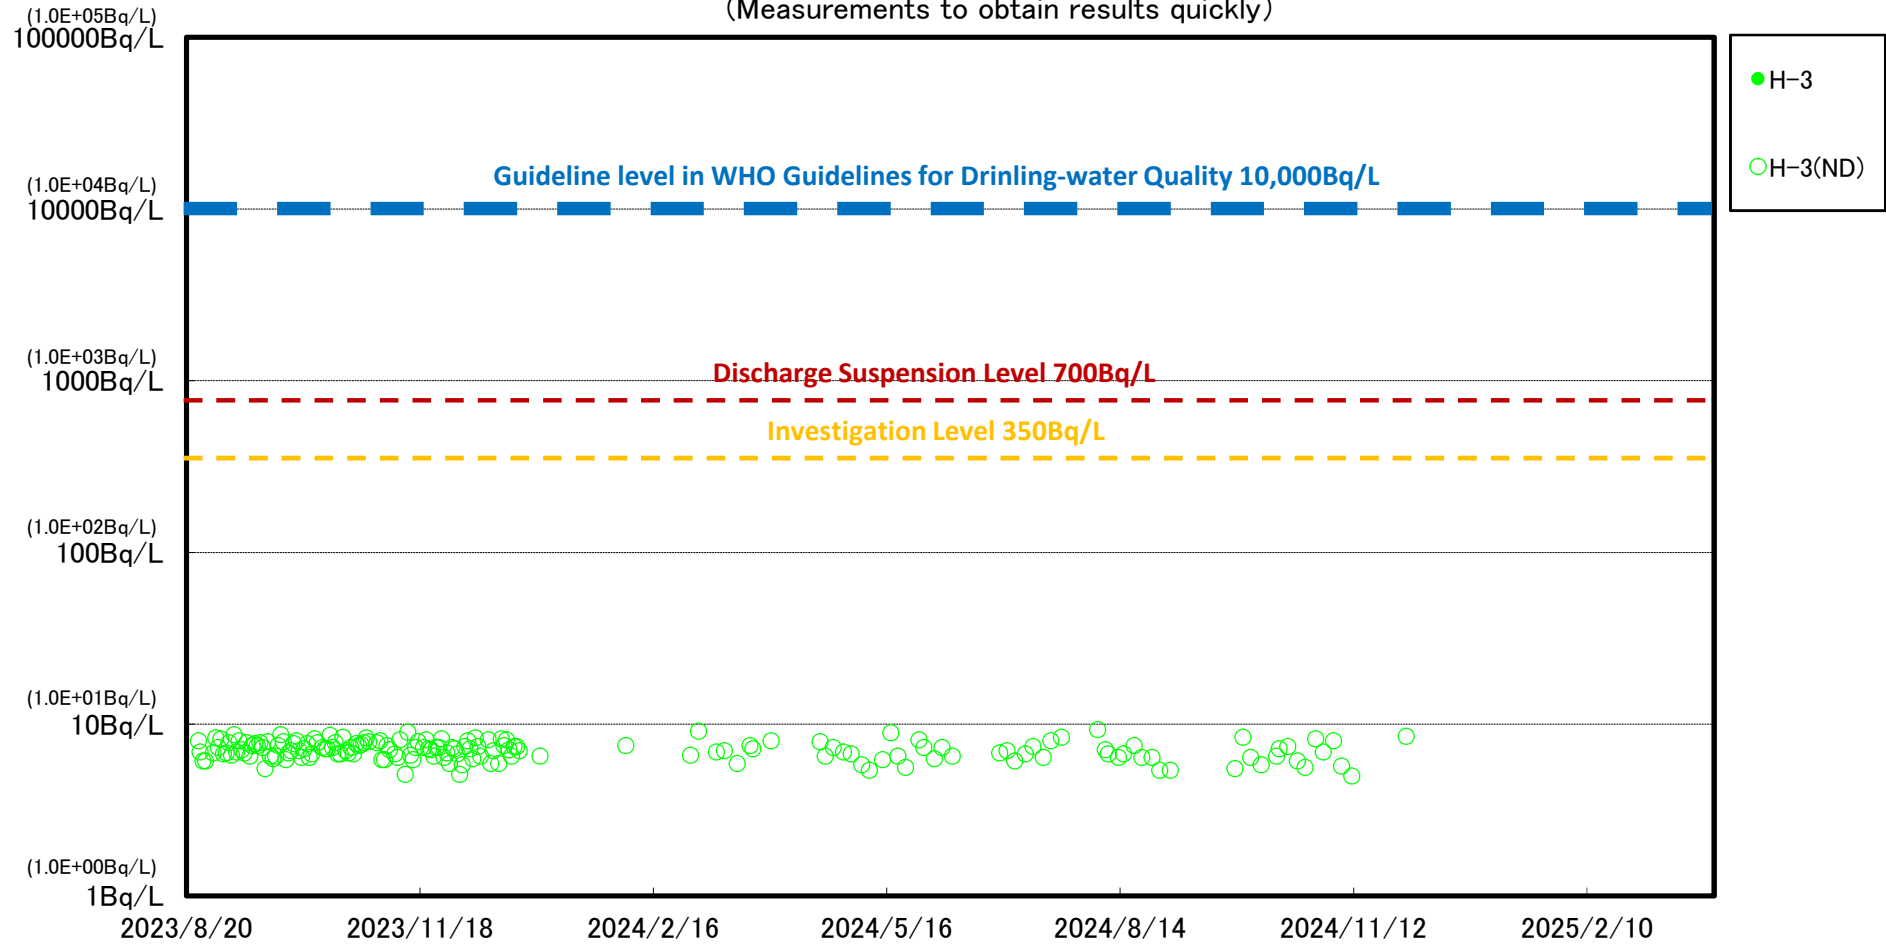 (Measurements to obtain results quickly)
(1.0E+05Bq/L)
100000Bq/L
H-3
H-3(ND)
Guideline level in WHO Guidelines for Drinling-water Quality 10,000Bq/L
(1.0E+04Bq/L)
10000Bq/L
(1.0E+03Bq/L)
1000Bq/L
Discharge Suspension Level 700Bq/L
Investigation Level 350Bq/L
(1.0E+02Bq/L)
100Bq/L
(1.0E+01Bq/L)
10Bq/L
(1.0E+00Bq/L)
1Bq/L
2023/8/20 2023/11/18 2024/2/16 2024/5/16 2024/8/14 2024/11/12 2025/2/10